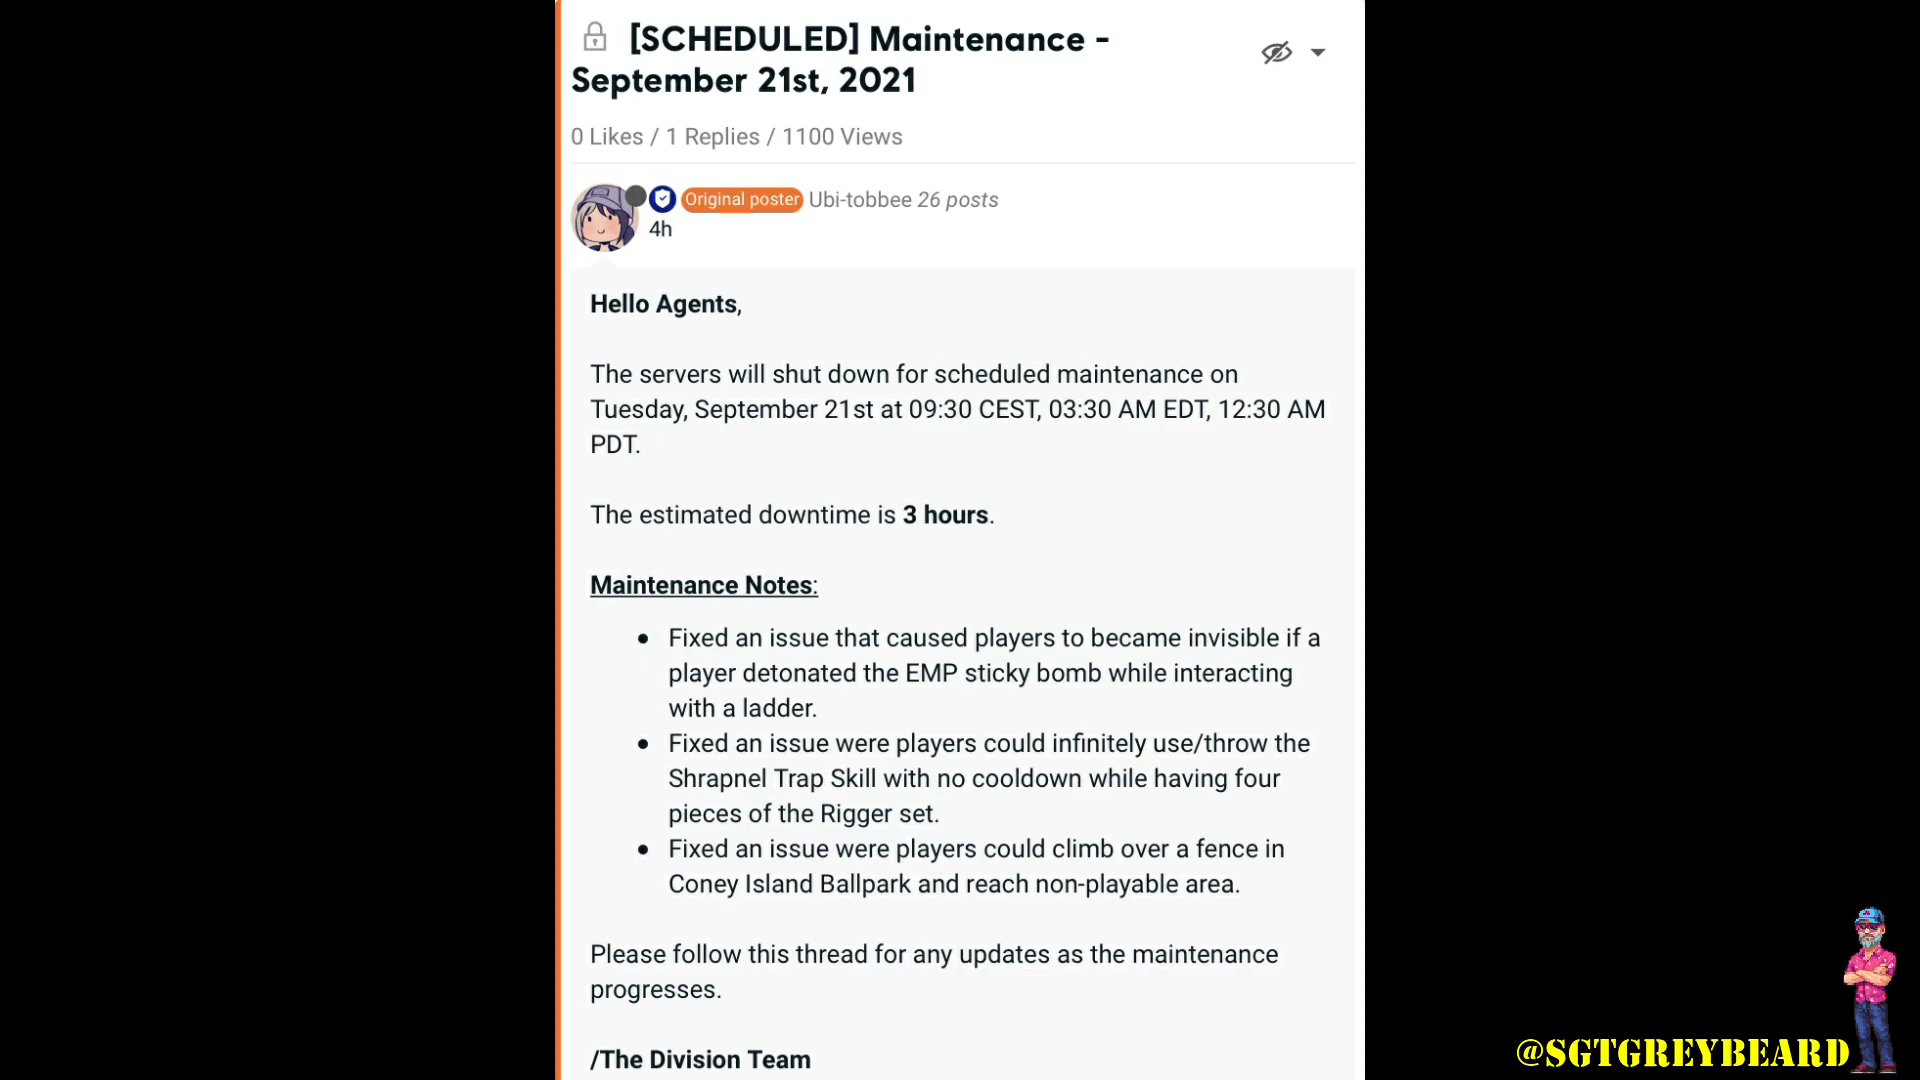 [SCHEDULED] Maintenance -
September 21st, 2021
0 Likes / 1 Replies / 1100 Views
Original poster Ubi-tobbee 26 posts
4h
Hello Agents,
The servers will shut down for scheduled maintenance on
Tuesday, September 21st at 09:30 CEST, 03:30 AM EDT, 12:30 AM
PDT.
The estimated downtime is 3 hours.
Maintenance Notes:
• Fixed an issue that caused players to became invisible if a
player detonated the EMP sticky bomb while interacting
with a ladder.
• Fixed an issue were players could infinitely use/throw the
Shrapnel Trap Skill with no cooldown while having four
pieces of the Rigger set.
• Fixed an issue were players could climb over a fence in
Coney Island Ballpark and reach non-playable area.
Please follow this thread for any updates as the maintenance
progresses.
/The Division Team
@SGTGREYBEARD